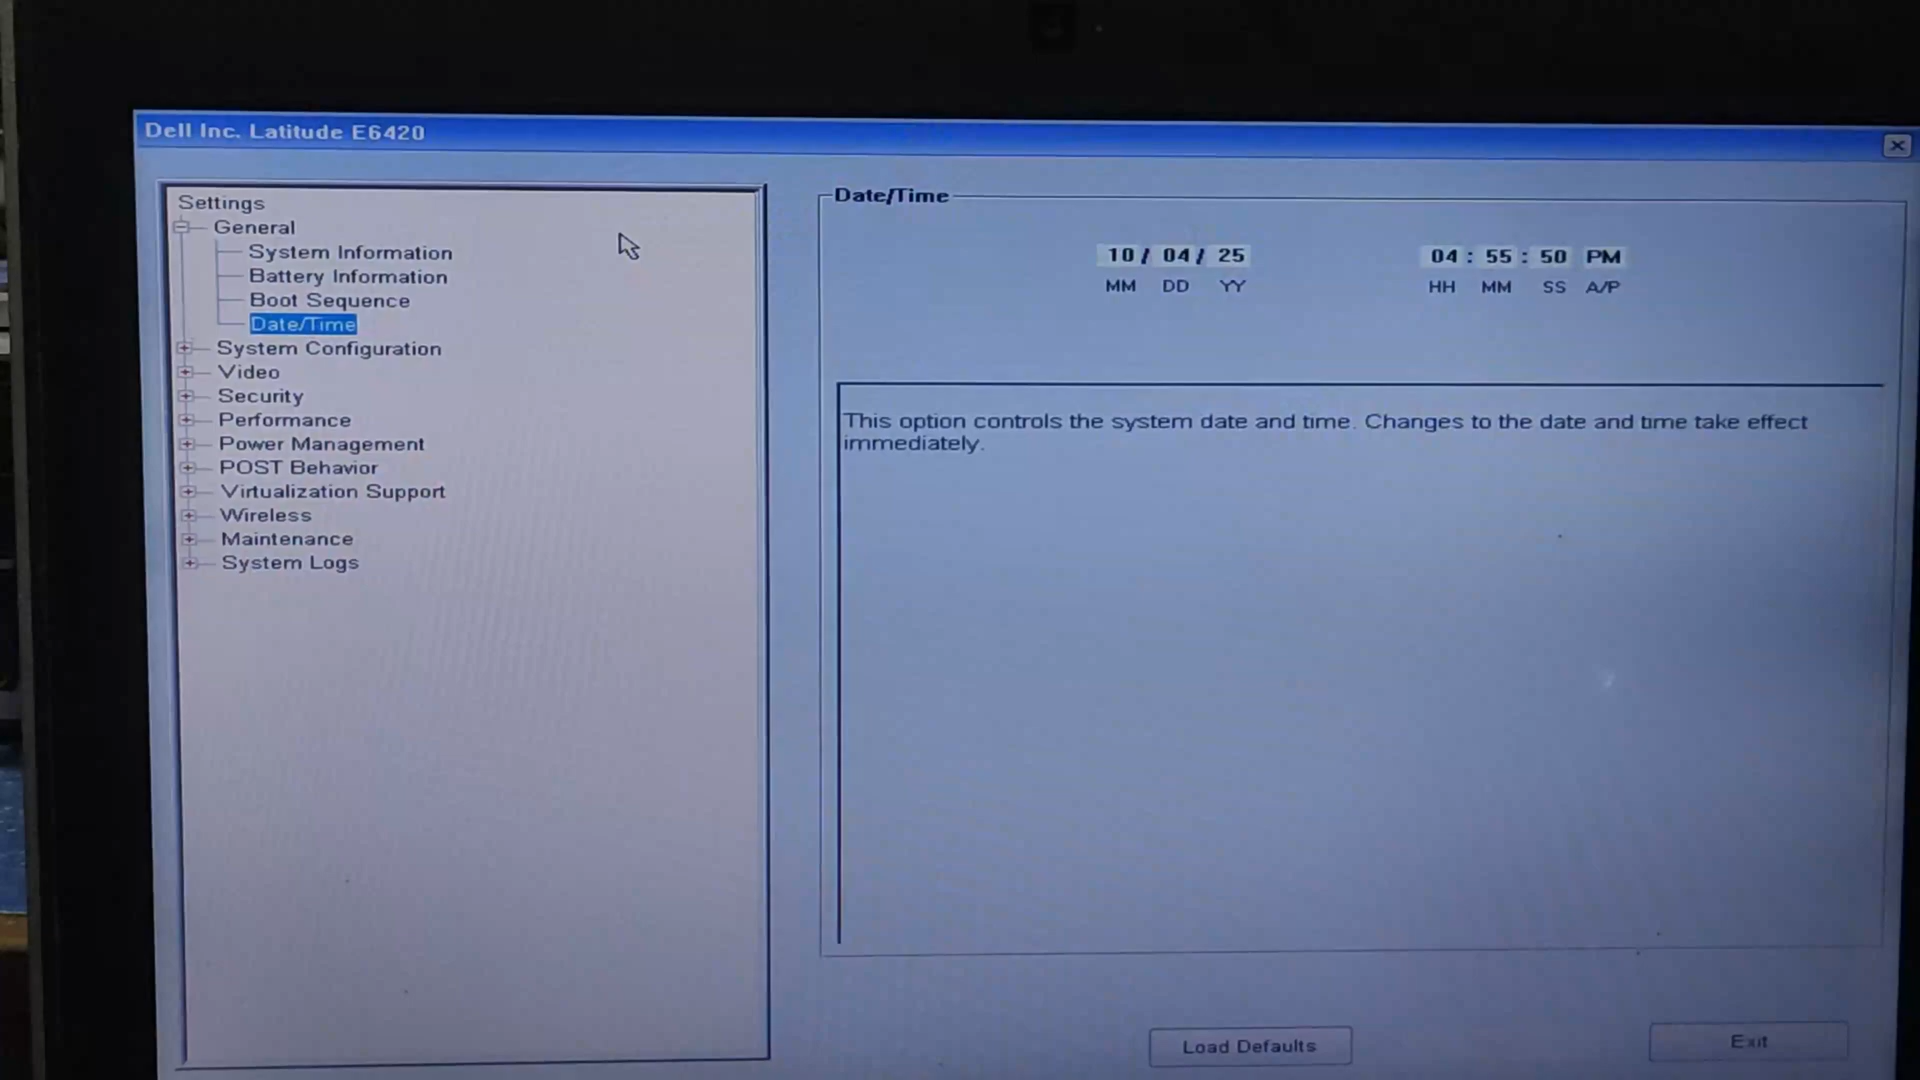 Dell Inc. Latitude E6420
Settings
General
System Information
Battery Information
Boot Sequence
Date/Time
System Configuration
Video
Security
Performance
Power Management
POST Behavior
Virtualization Support
Wireless
Maintenance
System Logs
Date/Time
10 / 04 / 25 04 : 55 : 50 PM
MM DD YY HH MM SS A/P
This option controls the system date and time. Changes to the date and time take effect
immediately.
Load Defaults Exit